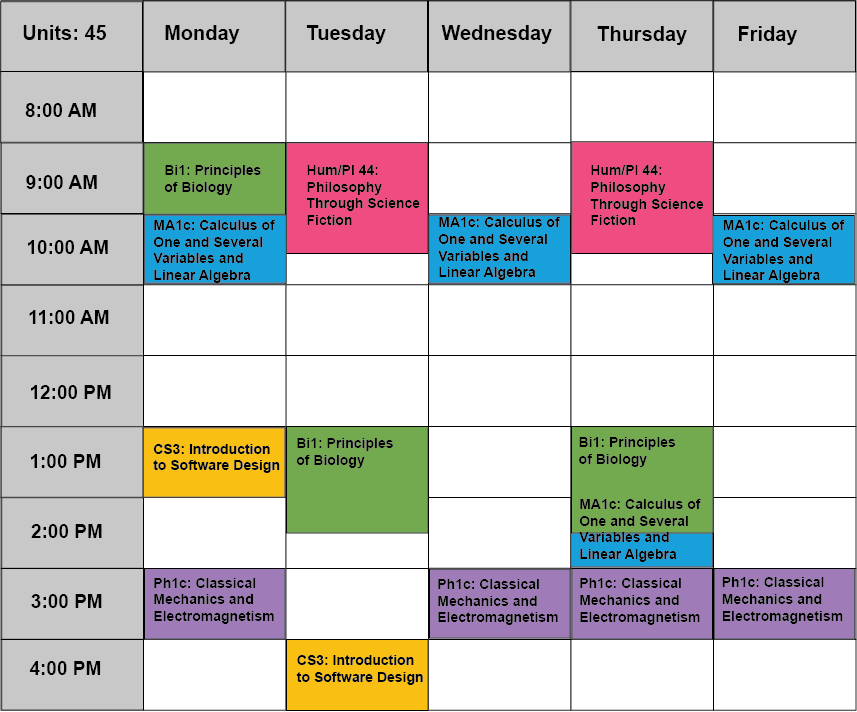 Units: 45 Monday Tuesday Wednesday Thursday Friday
8:00 AM
9:00 AM
Bi1: Principles
of Biology
Hum/PI 44:
Philosophy
Through Science
Fiction
Hum/PI 44:
Philosophy
Through Science
Fiction
10:00 AM
MA1c: Calculus of
One and Several
Variables and
Linear Algebra
MA1c: Calculus of
One and Several
Variables and
Linear Algebra
MA1c: Calculus of
One and Several
Variables and
Linear Algebra
11:00 AM
12:00 PM
1:00 PM
CS3: Introduction
to Software Design
Bi1: Principles
of Biology
Bi1: Principles
of Biology
2:00 PM
MA1c: Calculus of
One and Several
Variables and
Linear Algebra
3:00 PM
Ph1c: Classical
Mechanics and
Electromagnetism
Ph1c: Classical
Mechanics and
Electromagnetism
Ph1c: Classical
Mechanics and
Electromagnetism
Ph1c: Classical
Mechanics and
Electromagnetism
4:00 PM
CS3: Introduction
to Software Design